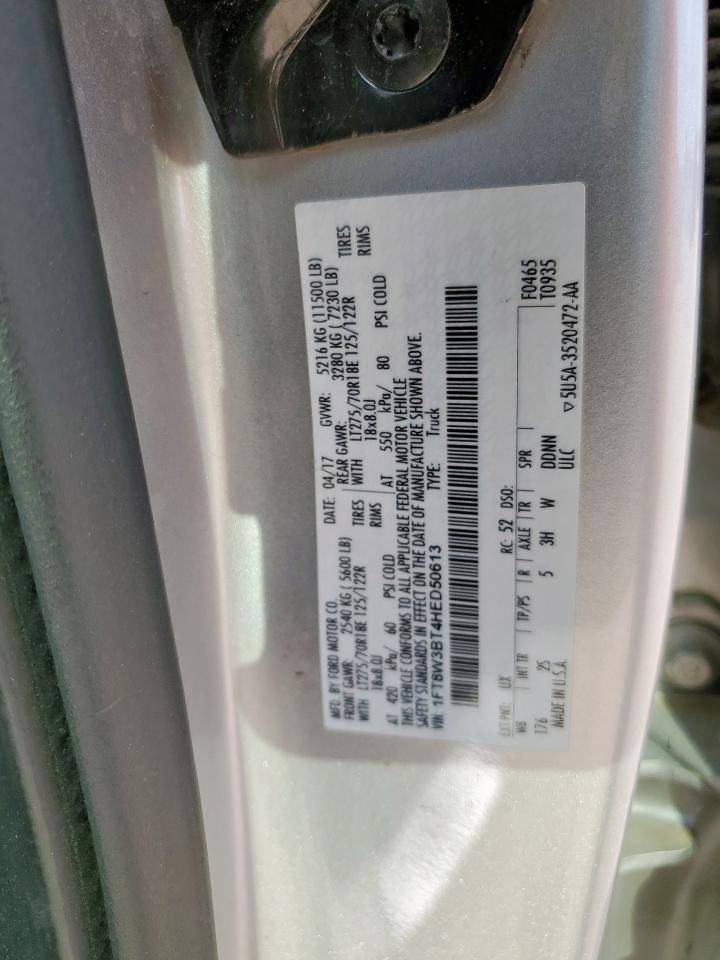 MFD. BY FORD MOTOR CO.
DATE: 04/17 GVWR: 5216 KG (11500 LB)
FRONT GAWR: 2540 KG ( 5600 LB) REAR GAWR: 3280 KG ( 7230 LB)
WITH LT275/70R18E 125/122R TIRES WITH LT275/70R18E 125/122R TIRES
18x8.0J RIMS 18x8.0J RIMS
AT 420 kPa/ 60 PSI COLD AT 550 kPa/ 80 PSI COLD
THIS VEHICLE CONFORMS TO ALL APPLICABLE FEDERAL MOTOR VEHICLE
SAFETY STANDARDS IN EFFECT ON THE DATE OF MANUFACTURE SHOWN ABOVE.
VIN: 1FT8W3BT4HED50613 TYPE: Truck
EXT PNT: UX RC: 52 DSO:
WB INT TR TP/PS R AXLE TR SPR F0465
176 2S 5 3H W DDNN T0935
MADE IN U.S.A. ULC ▽5U5A-3520472-AA